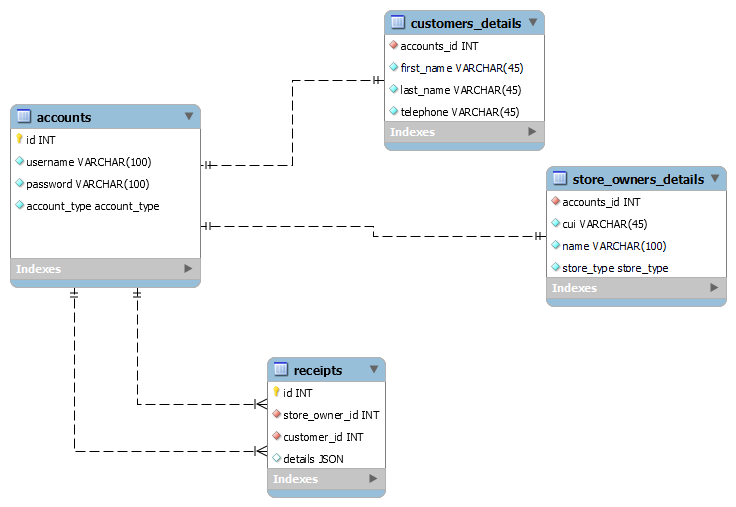 customers_details
accounts_id INT
first_name VARCHAR(45)
last_name VARCHAR(45)
telephone VARCHAR(45)
Indexes
accounts
id INT
username VARCHAR(100)
password VARCHAR(100)
account_type account_type
Indexes
store_owners_details
accounts_id INT
cui VARCHAR(45)
name VARCHAR(100)
store_type store_type
Indexes
receipts
id INT
store_owner_id INT
customer_id INT
details JSON
Indexes